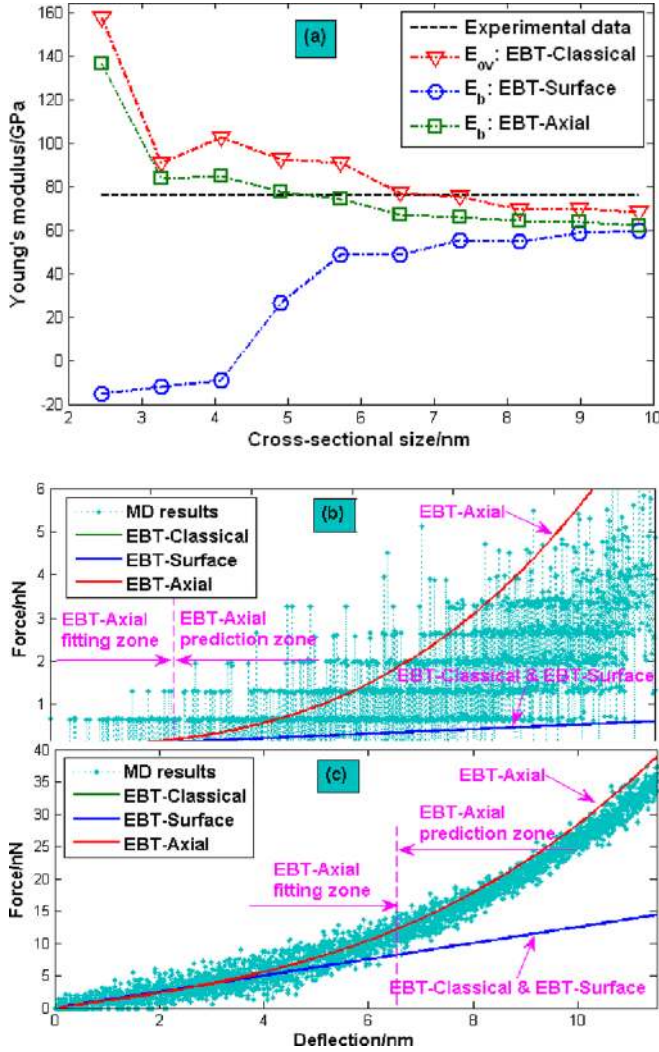 160
140
120
100
80
60
40
20
0
-20
Young's modulus/GPa
(a)
Experimental data
E_ov: EBT-Classical
E_b: EBT-Surface
E_b: EBT-Axial
2 3 4 5 6 7 8 9 10
Cross-sectional size/nm
6
5
4
3
2
1
Force/nN
MD results
EBT-Classical
EBT-Surface
EBT-Axial
(b)
EBT-Axial
EBT-Axial
fitting zone
EBT-Axial
prediction zone
EBT-Classical & EBT-Surface
40
35
30
25
20
15
10
5
0
Force/nN
MD results
EBT-Classical
EBT-Surface
EBT-Axial
(c)
EBT-Axial
EBT-Axial
prediction zone
EBT-Axial
fitting zone
EBT-Classical & EBT-Surface
0 2 4 6 8 10
Deflection/nm